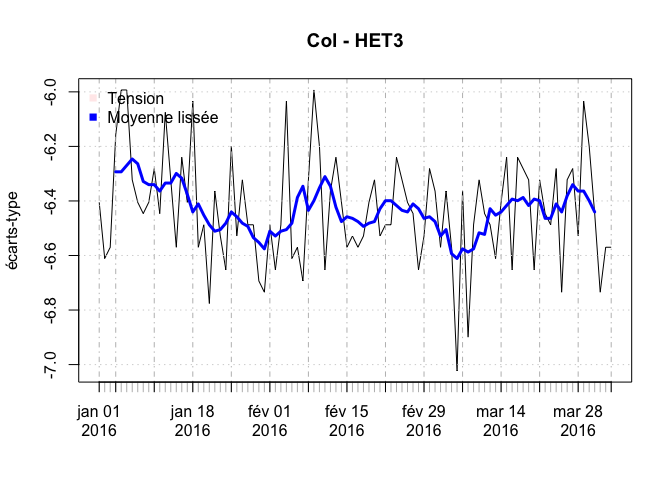 Col - HET3
Tension
Moyenne lissée
écarts-type
-6.0
-6.2
-6.4
-6.6
-6.8
-7.0
jan 01 jan 18 fév 01 fév 15 fév 29 mar 14 mar 28
2016 2016 2016 2016 2016 2016 2016